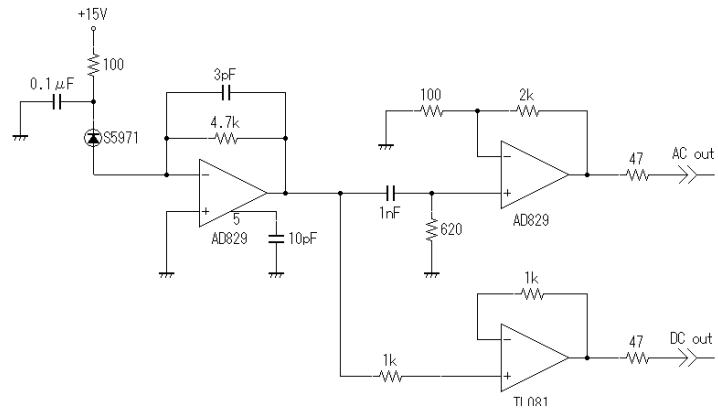 +15V
100
0.1μF
S5971
3pF
4.7k
−
+
5
AD829
10pF
1nF
620
100
2k
−
+
AD829
47
AC out
1k
1k
−
+
TL081
47
DC out